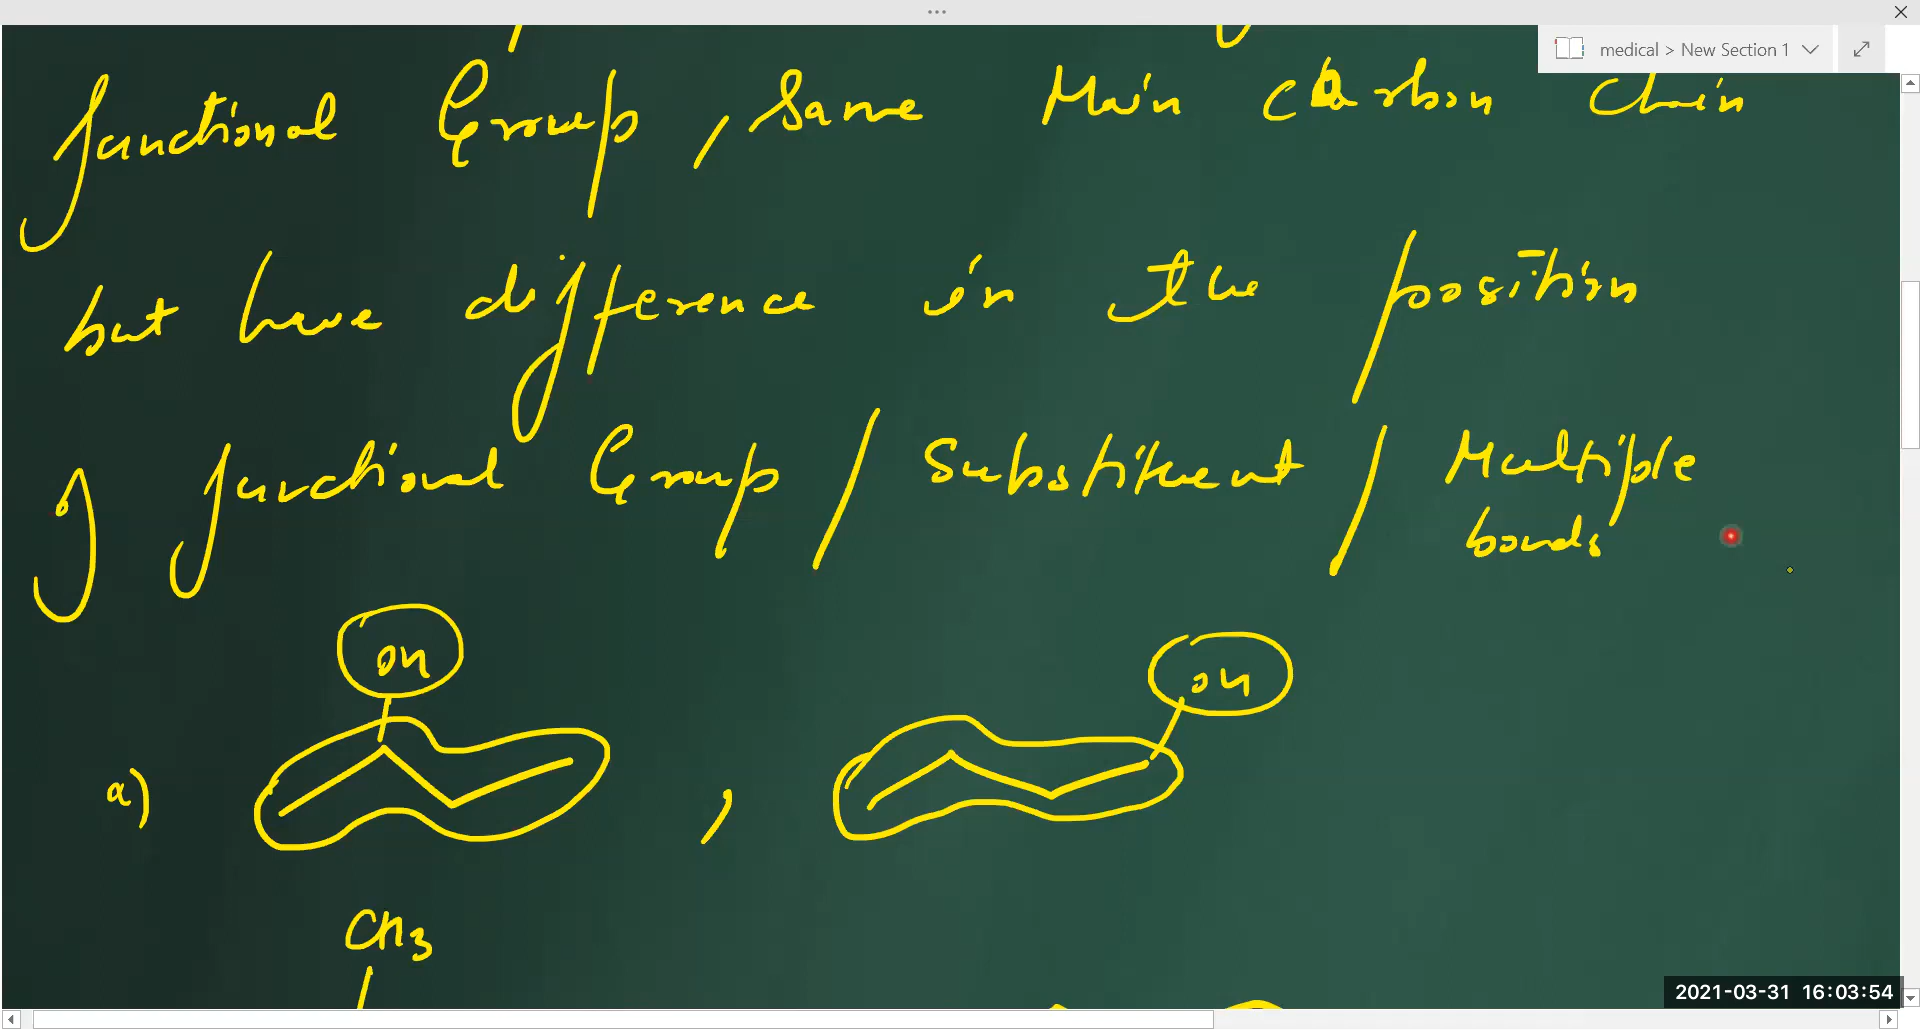 medical > New Section 1
functional Group, Same Main Carbon Chain
but have difference in the position
of functional Group / Substituent / Multiple
bonds
OH
OH
a)
,
CH3
2021-03-31 16:03:54